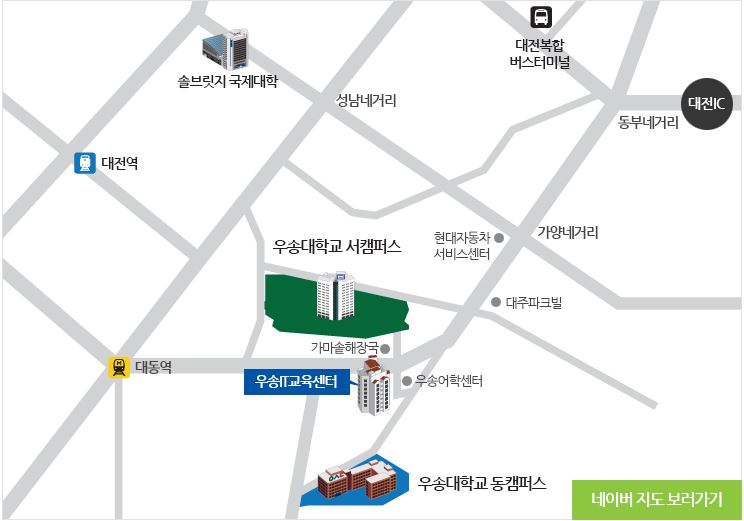 대전복합
버스터미널
솔브릿지 국제대학
성남네거리
대전IC
동부네거리
대전역
현대자동차
서비스센터
가양네거리
우송대학교 서캠퍼스
대주파크빌
가마솥해장국
대동역
우송IT교육센터
우송어학센터
우송대학교 동캠퍼스
네이버 지도 보러가기